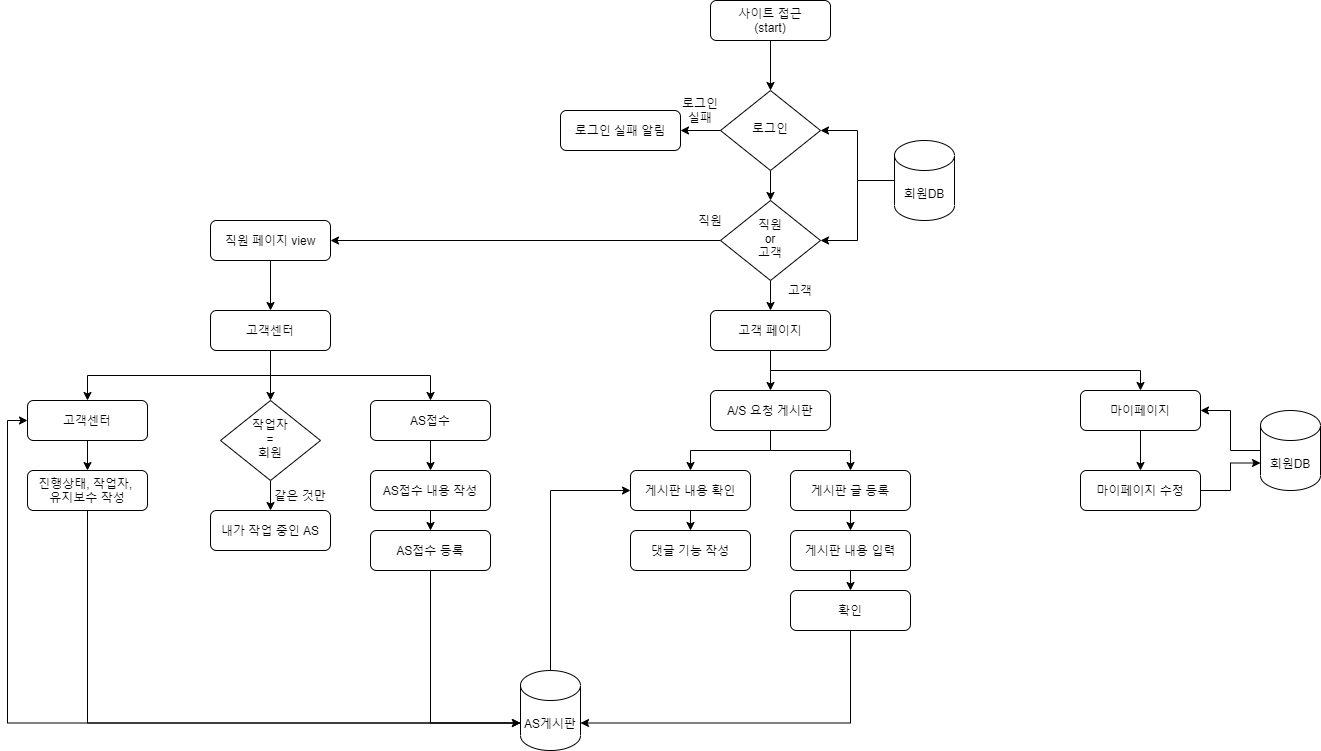 사이트 접근
(start)
로그인
실패
로그인 실패 알림
로그인
회원DB
직원
직원
or
고객
직원 페이지 view
고객
고객센터
고객 페이지
고객센터
작업자
=
회원
AS접수
A/S 요청 게시판
마이페이지
회원DB
진행상태, 작업자,
유지보수 작성
같은 것만
내가 작업 중인 AS
AS접수 내용 작성
AS접수 등록
게시판 내용 확인
게시판 글 등록
마이페이지 수정
댓글 기능 작성
게시판 내용 입력
확인
AS게시판